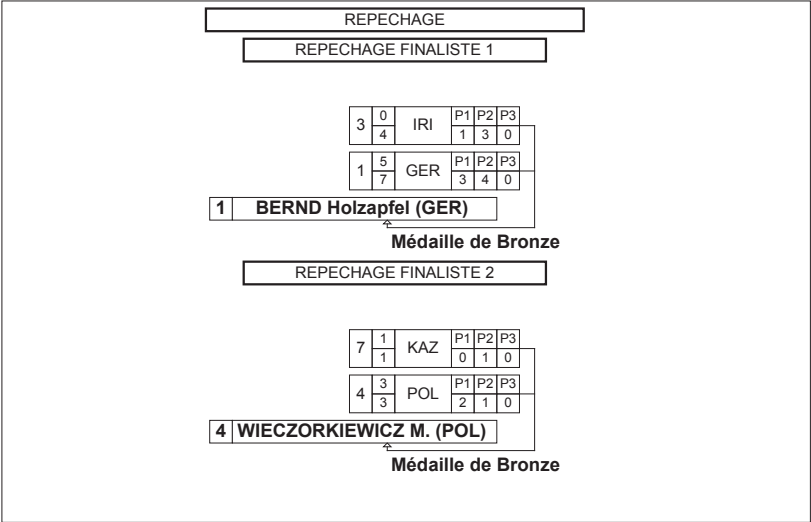 REPECHAGE
REPECHAGE FINALISTE 1
0 P1 P2 P3
3 IRI
4 1 3 0
5 P1 P2 P3
1 GER
7 3 4 0
1 BERND Holzapfel (GER)
Médaille de Bronze
REPECHAGE FINALISTE 2
1 P1 P2 P3
7 KAZ
1 0 1 0
3 P1 P2 P3
4 POL
3 2 1 0
4 WIECZORKIEWICZ M. (POL)
Médaille de Bronze